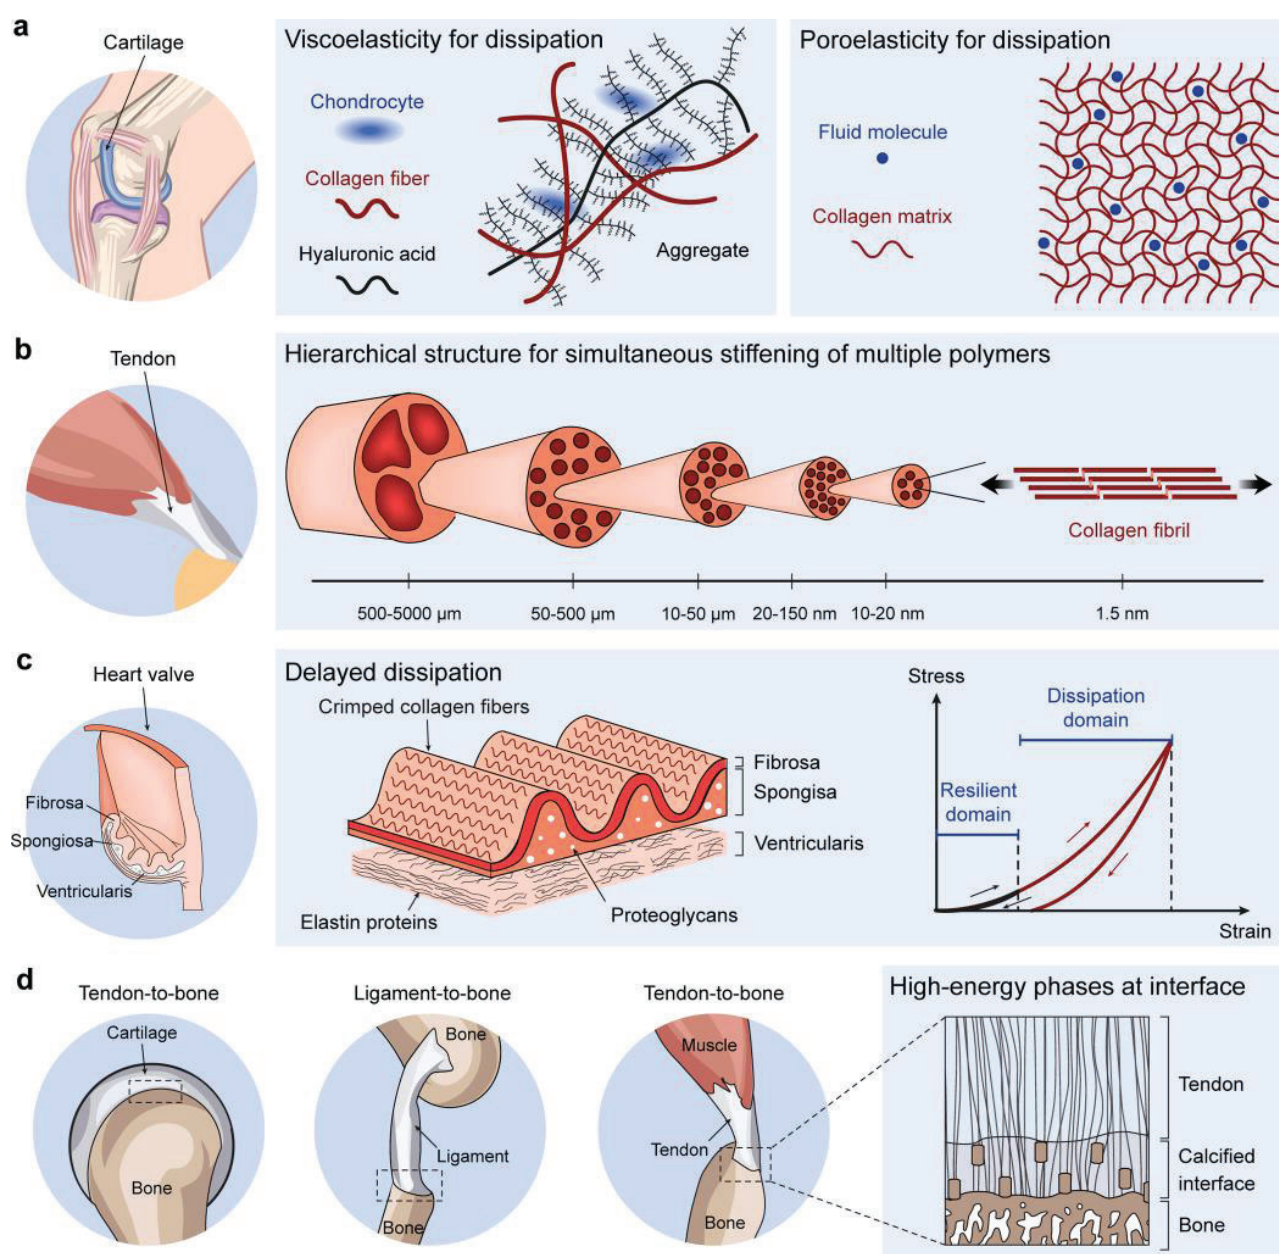 a
Cartilage
Viscoelasticity for dissipation
Chondrocyte
Collagen fiber
Hyaluronic acid
Aggregate
Poroelasticity for dissipation
Fluid molecule
Collagen matrix
b
Tendon
Hierarchical structure for simultaneous stiffening of multiple polymers
Collagen fibril
500-5000 μm
50-500 μm
10-50 μm
20-150 nm
10-20 nm
1.5 nm
c
Heart valve
Fibrosa
Spongiosa
Ventricularis
Delayed dissipation
Crimped collagen fibers
Fibrosa
Spongisa
Ventricularis
Elastin proteins
Proteoglycans
Stress
Dissipation
domain
Resilient
domain
Strain
d
Tendon-to-bone
Cartilage
Bone
Ligament-to-bone
Bone
Ligament
Bone
Tendon-to-bone
Muscle
Tendon
Bone
High-energy phases at interface
Tendon
Calcified
interface
Bone